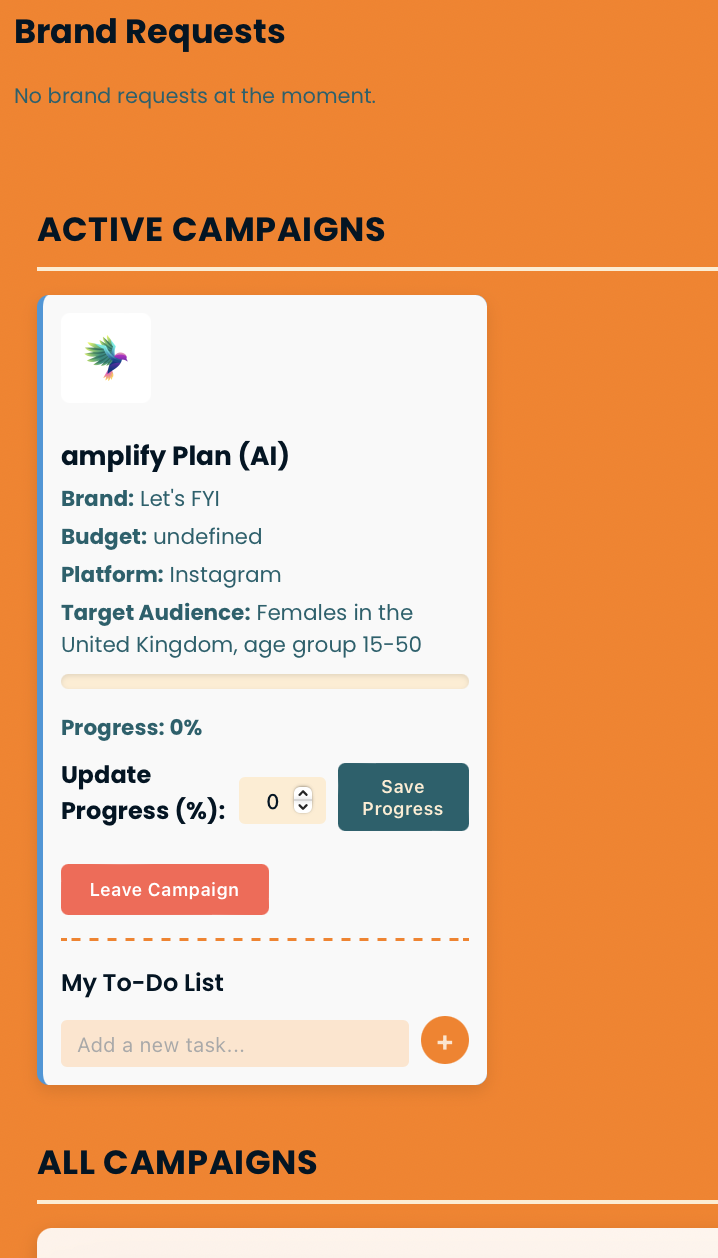 Brand Requests
No brand requests at the moment.
ACTIVE CAMPAIGNS
amplify Plan (AI)
Brand: Let's FYI
Budget: undefined
Platform: Instagram
Target Audience: Females in the
United Kingdom, age group 15-50
Progress: 0%
Update
Progress (%):
0
Save
Progress
Leave Campaign
My To-Do List
Add a new task...
+
ALL CAMPAIGNS